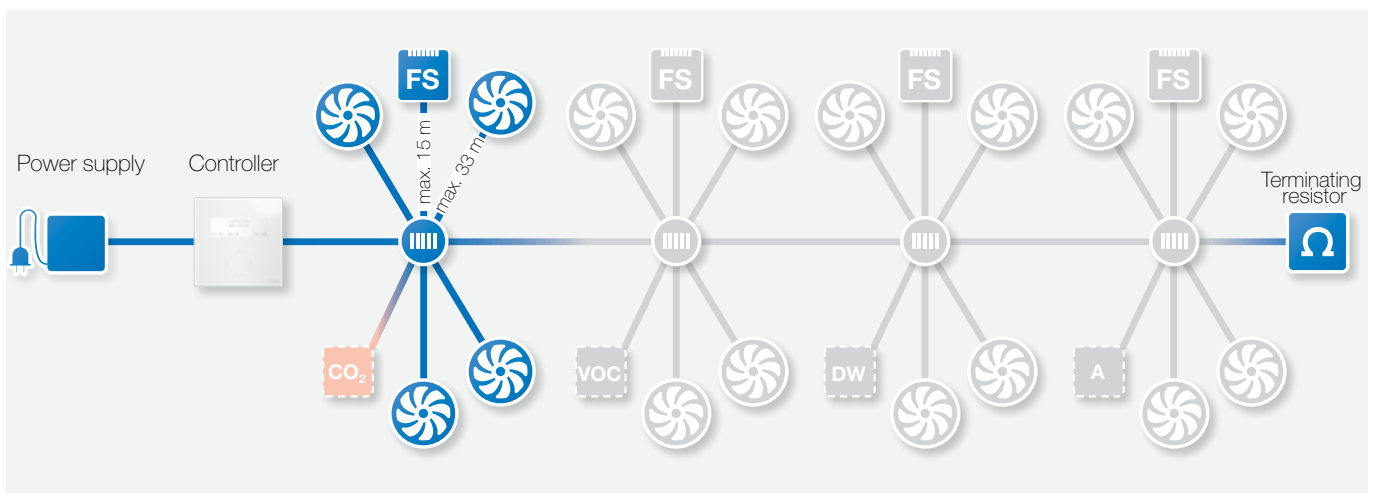 FS
FS
FS
FS
max. 15 m
max. 33 m
Power supply
Controller
Terminating
resistor
Ω
CO₂
VOC
DW
A